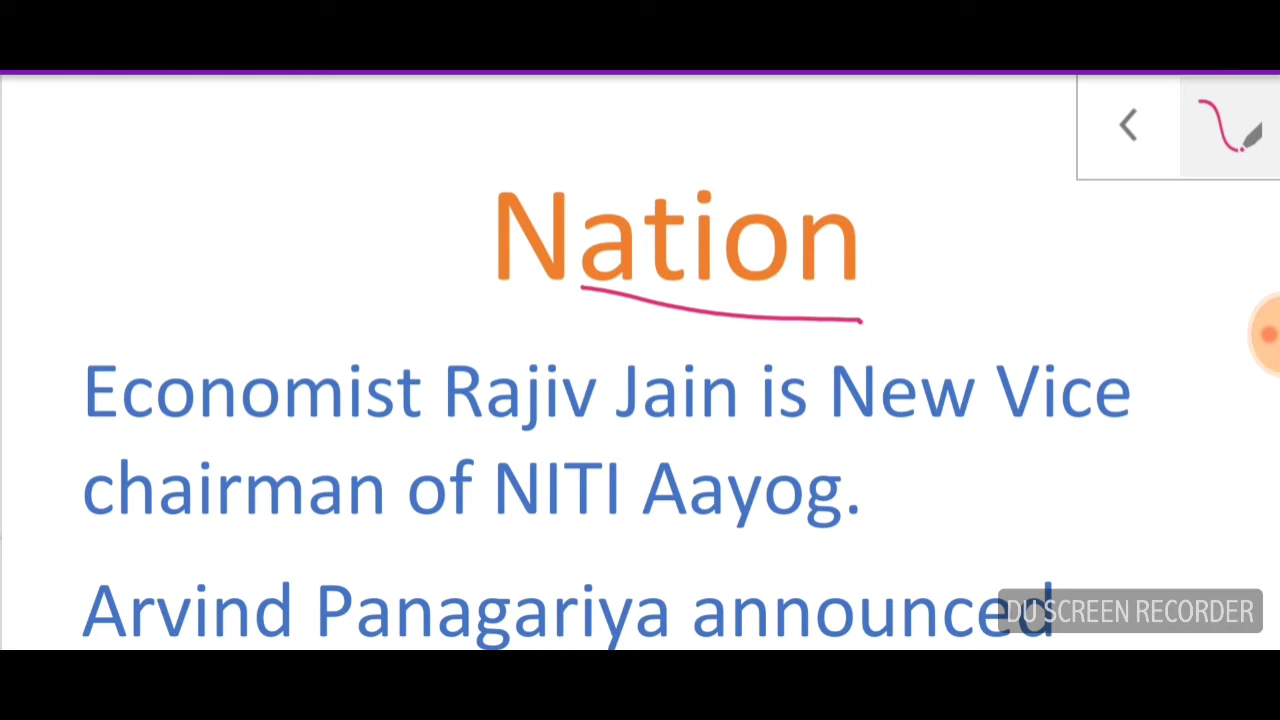 Nation
Economist Rajiv Jain is New Vice
chairman of NITI Aayog.
Arvind Panagariya announced
DU SCREEN RECORDER